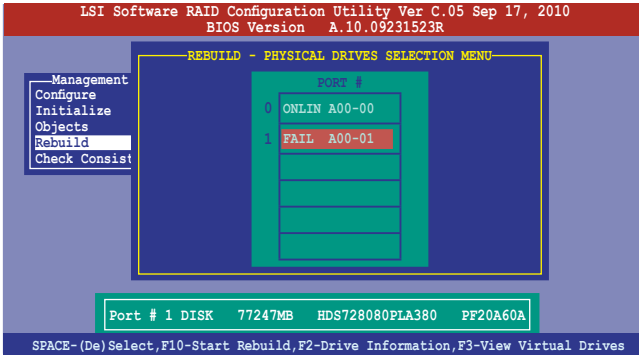 LSI Software RAID Configuration Utility Ver C.05 Sep 17, 2010
BIOS Version A.10.09231523R
REBUILD - PHYSICAL DRIVES SELECTION MENU
Management
Configure
Initialize
Objects
Rebuild
Check Consist
PORT #
0 ONLIN A00-00
1 FAIL A00-01
Port # 1 DISK 77247MB HDS728080PLA380 PF20A60A
SPACE-(De)Select,F10-Start Rebuild,F2-Drive Information,F3-View Virtual Drives